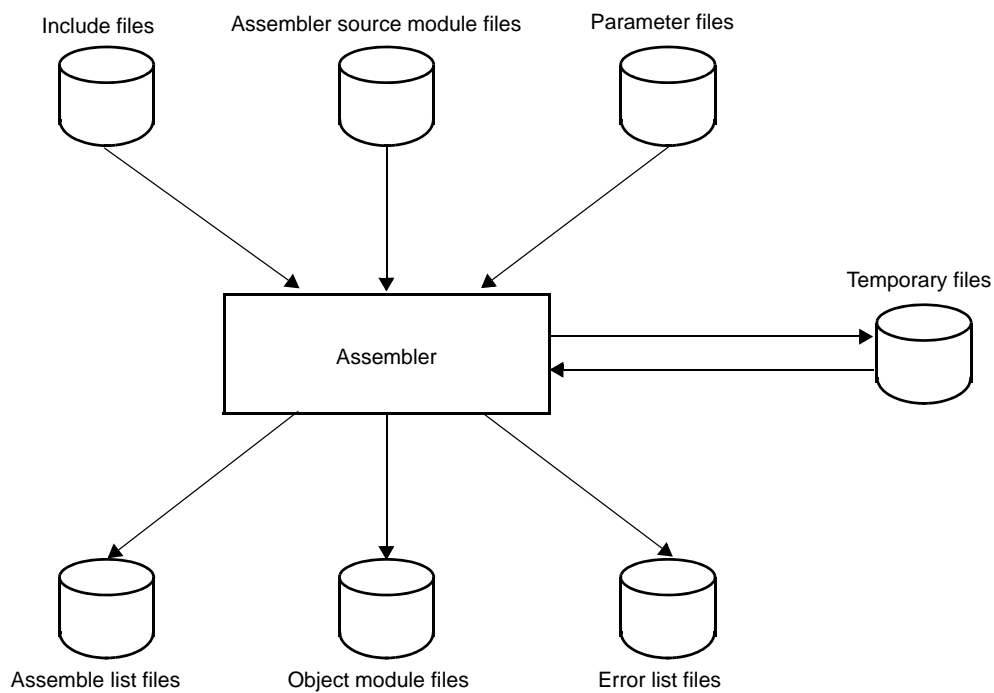 Include files
Assembler source module files
Parameter files
Temporary files
Assembler
Assemble list files
Object module files
Error list files